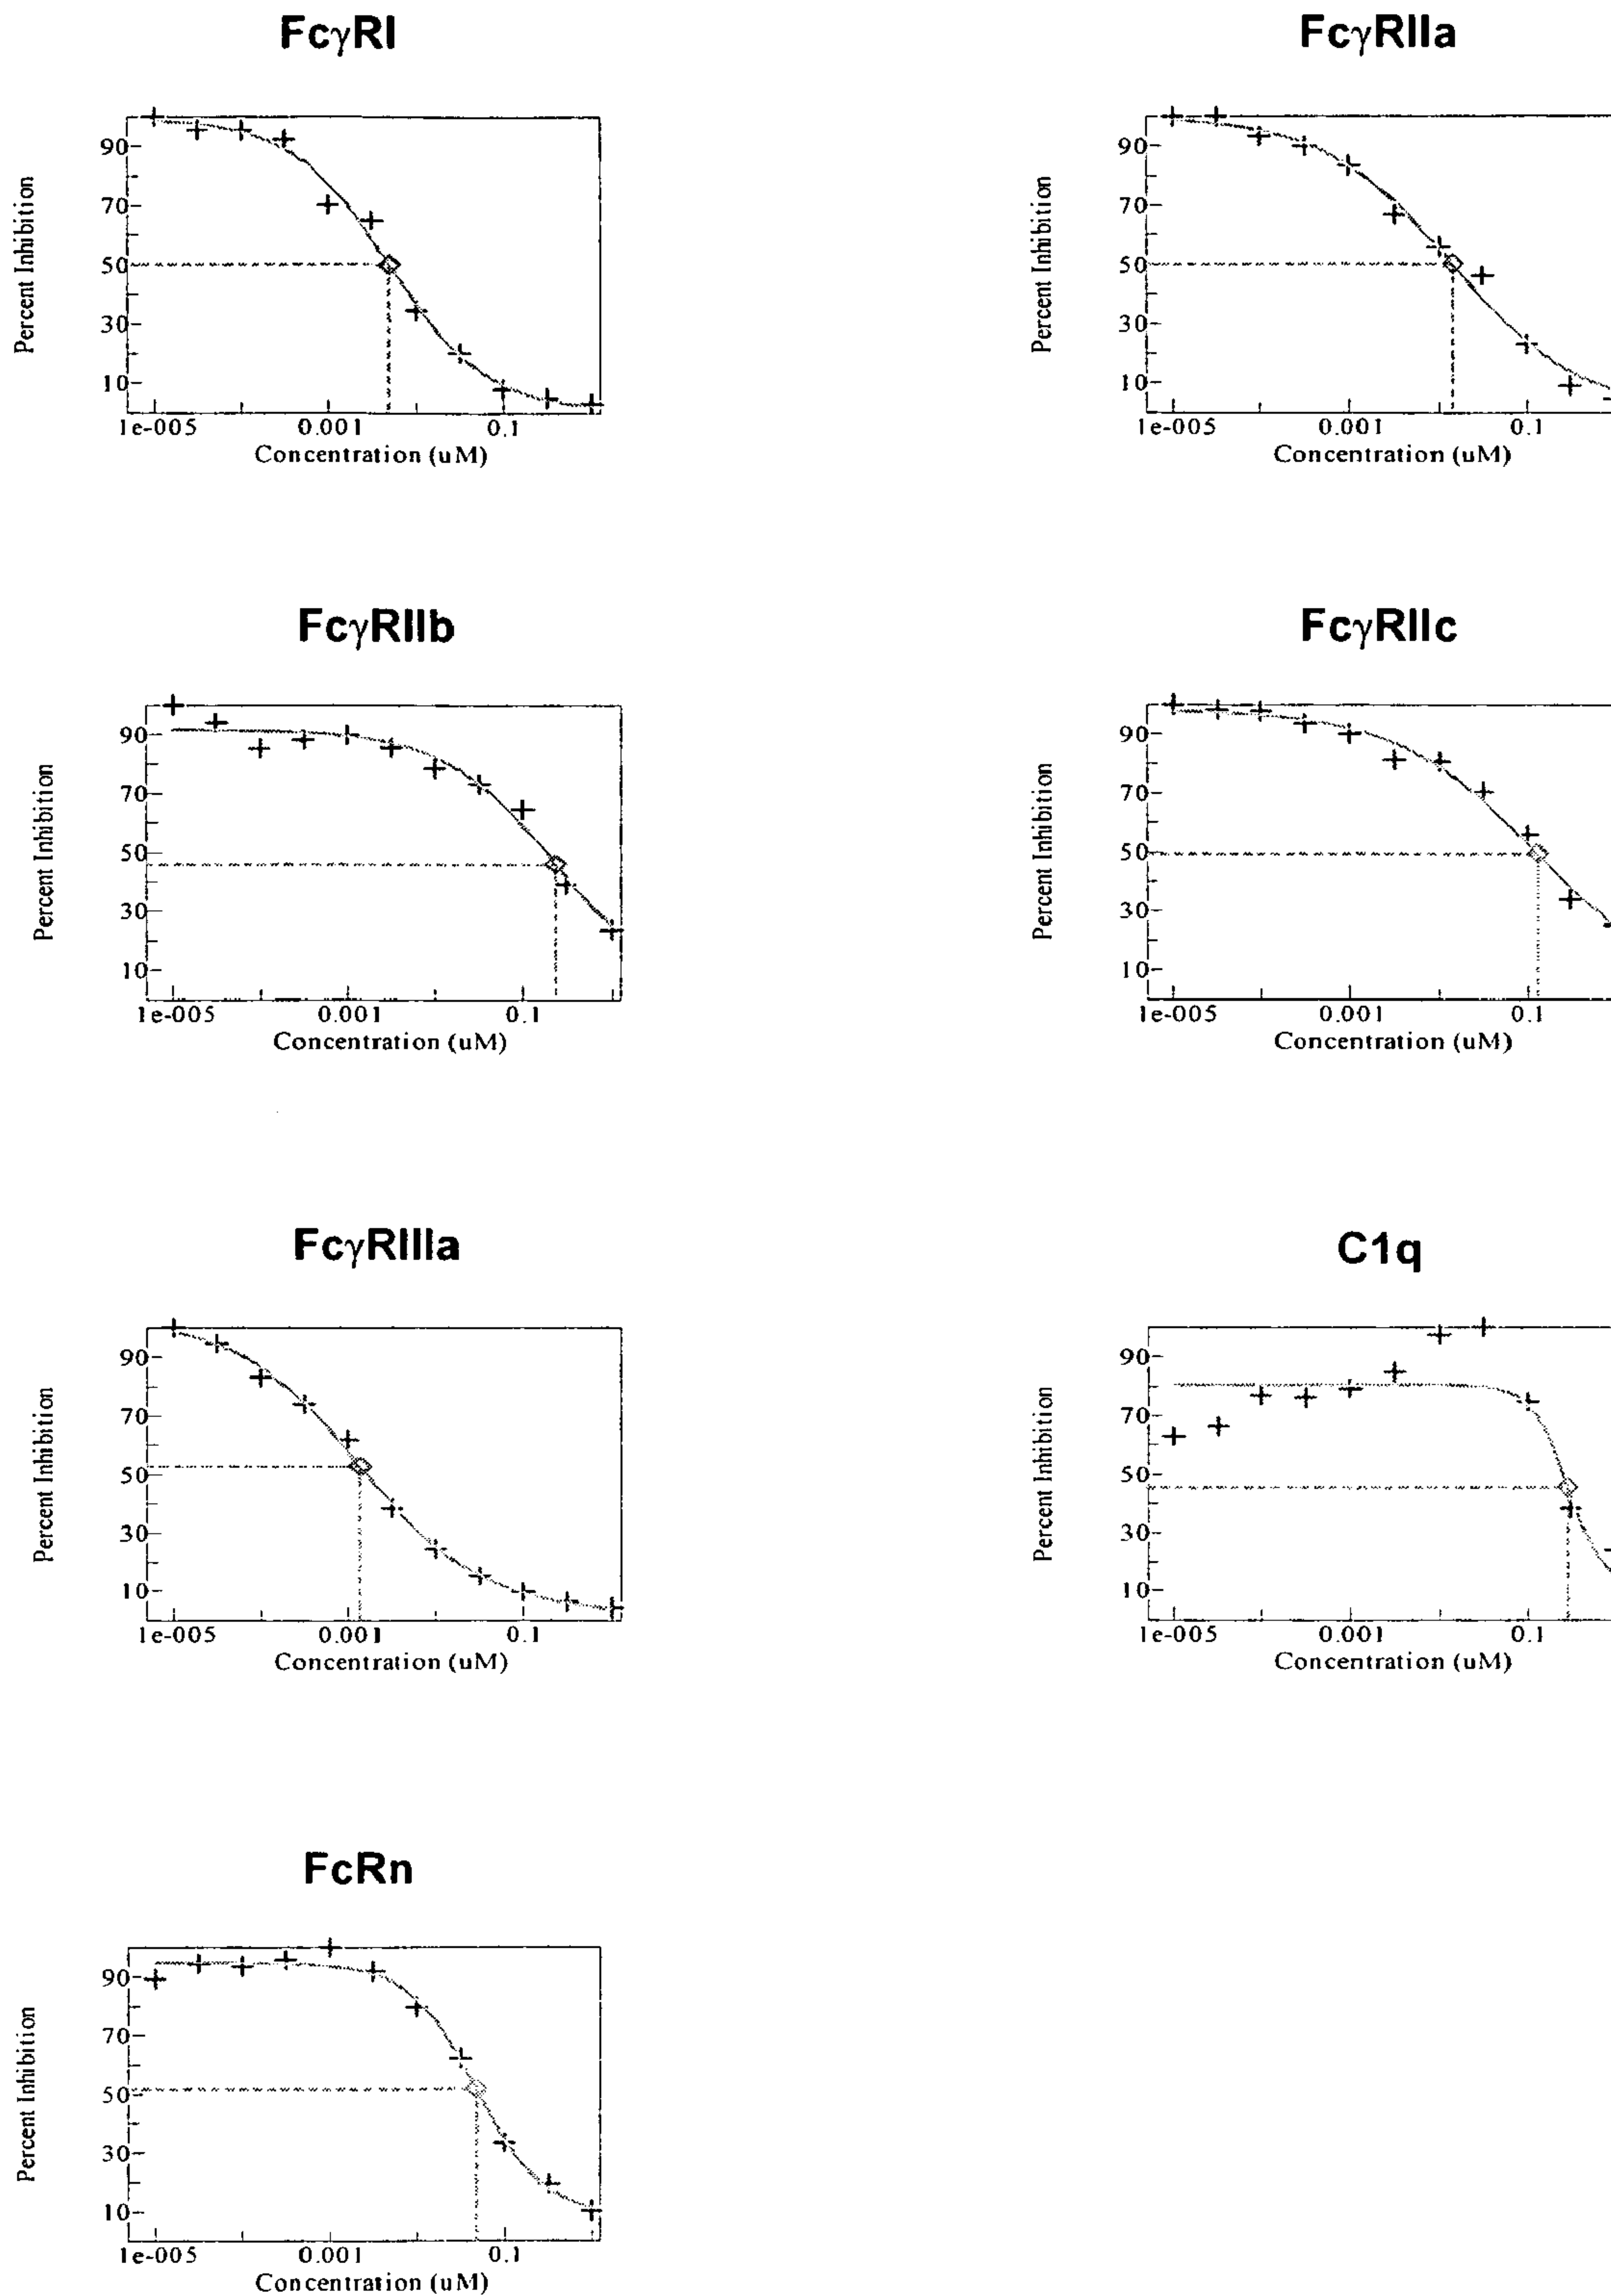 FcγRI
Percent Inhibition
90
70
50
30
10
1e-005 0.001 0.1
Concentration (uM)
FcγRIIa
Percent Inhibition
90
70
50
30
10
1e-005 0.001 0.1
Concentration (uM)
FcγRIIb
Percent Inhibition
90
70
50
30
10
1e-005 0.001 0.1
Concentration (uM)
FcγRIIc
Percent Inhibition
90
70
50
30
10
1e-005 0.001 0.1
Concentration (uM)
FcγRIIIa
Percent Inhibition
90
70
50
30
10
1e-005 0.001 0.1
Concentration (uM)
C1q
Percent Inhibition
90
70
50
30
10
1e-005 0.001 0.1
Concentration (uM)
FcRn
Percent Inhibition
90
70
50
30
10
1e-005 0.001 0.1
Concentration (uM)